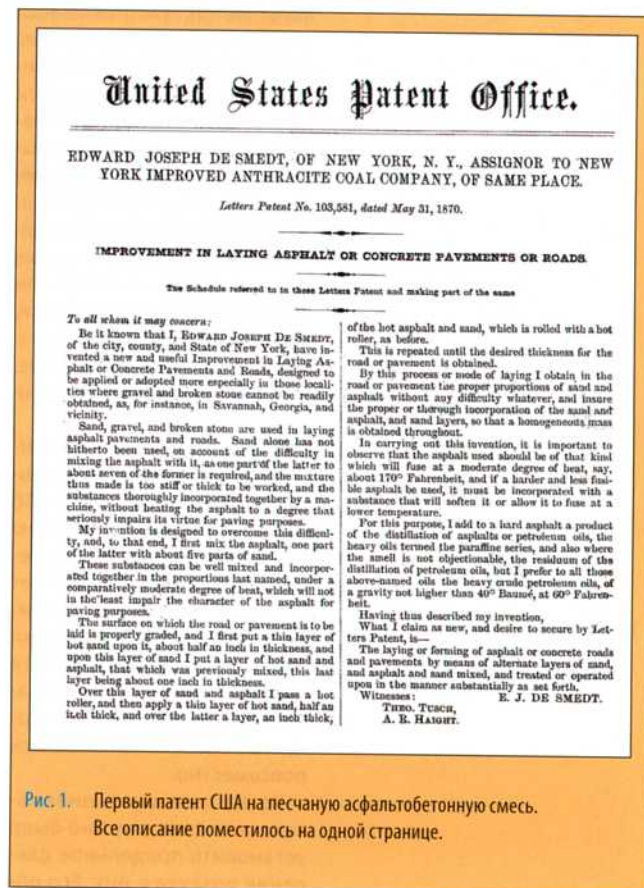 United States Patent Office.
EDWARD JOSEPH DE SMEDT, OF NEW YORK, N. Y., ASSIGNOR TO NEW
YORK IMPROVED ANTHRACITE COAL COMPANY, OF SAME PLACE.
Letters Patent No. 103,581, dated May 31, 1870.
IMPROVEMENT IN LAYING ASPHALT OR CONCRETE PAVEMENTS OR ROADS.
The Schedule referred to in these Letters Patent and making part of the same
To all whom it may concern:
Be it known that I, EDWARD JOSEPH DE SMEDT,
of the city, county, and State of New York, have in-
vented a new and useful Improvement in Laying As-
phalt or Concrete Pavements and Roads, designed to
be applied or adopted more especially in those locali-
ties where gravel and broken stone cannot be readily
obtained, as, for instance, in Savannah, Georgia, and
vicinity.
Sand, gravel, and broken stone are used in laying
asphalt pavements and roads. Sand alone has not
hitherto been used, on account of the difficulty in
mixing the asphalt with it, as one part of the latter to
about seven of the former is required, and the mixture
thus made is too stiff or thick to be worked, and the
substances thoroughly incorporated together by a ma-
chine, without heating the asphalt to a degree that
seriously impairs its virtue for paving purposes.
My invention is designed to overcome this difficul-
ty, and, to that end, I first mix the asphalt, one part
of the latter with about five parts of sand.
These substances can be well mixed and incorpor-
ated together in the proportions last named, under a
comparatively moderate degree of heat, which will not
in the least impair the character of the asphalt for
paving purposes.
The surface on which the road or pavement is to be
laid is properly graded, and I first put a thin layer of
hot sand upon it, about half an inch in thickness, and
upon this layer of sand I put a layer of hot sand and
asphalt, that which was previously mixed, this last
layer being about one inch in thickness.
Over this layer of sand and asphalt I pass a hot
roller, and then apply a thin layer of hot sand, half an
inch thick, and over the latter a layer, an inch thick,
of the hot asphalt and sand, which is rolled with a hot
roller, as before.
This is repeated until the desired thickness for the
road or pavement is obtained.
By this process or mode of laying I obtain in the
road or pavement the proper proportions of sand and
asphalt without any difficulty whatever, and insure
the proper or thorough incorporation of the sand and
asphalt, and sand layers, so that a homogeneous mass
is obtained throughout.
In carrying out this invention, it is important to
observe that the asphalt used should be of that kind
which will fuse at a moderate degree of heat, say,
about 170° Fahrenheit, and if a harder and less fusi-
ble asphalt be used, it must be incorporated with a
substance that will soften it or allow it to fuse at a
lower temperature.
For this purpose, I add to a hard asphalt a product
of the distillation of asphalts or petroleum oils, the
heavy oils termed the paraffine series, and also where
the smell is not objectionable, the residuum of the
distillation of petroleum oils, but I prefer to all those
above-named oils the heavy crude petroleum oils, of
a gravity not higher than 40° Baumé, at 60° Fahren-
heit.
Having thus described my invention,
What I claim as new, and desire to secure by Let-
ters Patent, is—
The laying or forming of asphalt or concrete roads
and pavements by means of alternate layers of sand,
and asphalt and sand mixed, and treated or operated
upon in the manner substantially as set forth.
E. J. DE SMEDT.
Witnesses:
THEO. TUSCH,
A. R. HAIGHT.
Рис. 1. Первый патент США на песчаную асфальтобетонную смесь.
Все описание поместилось на одной странице.